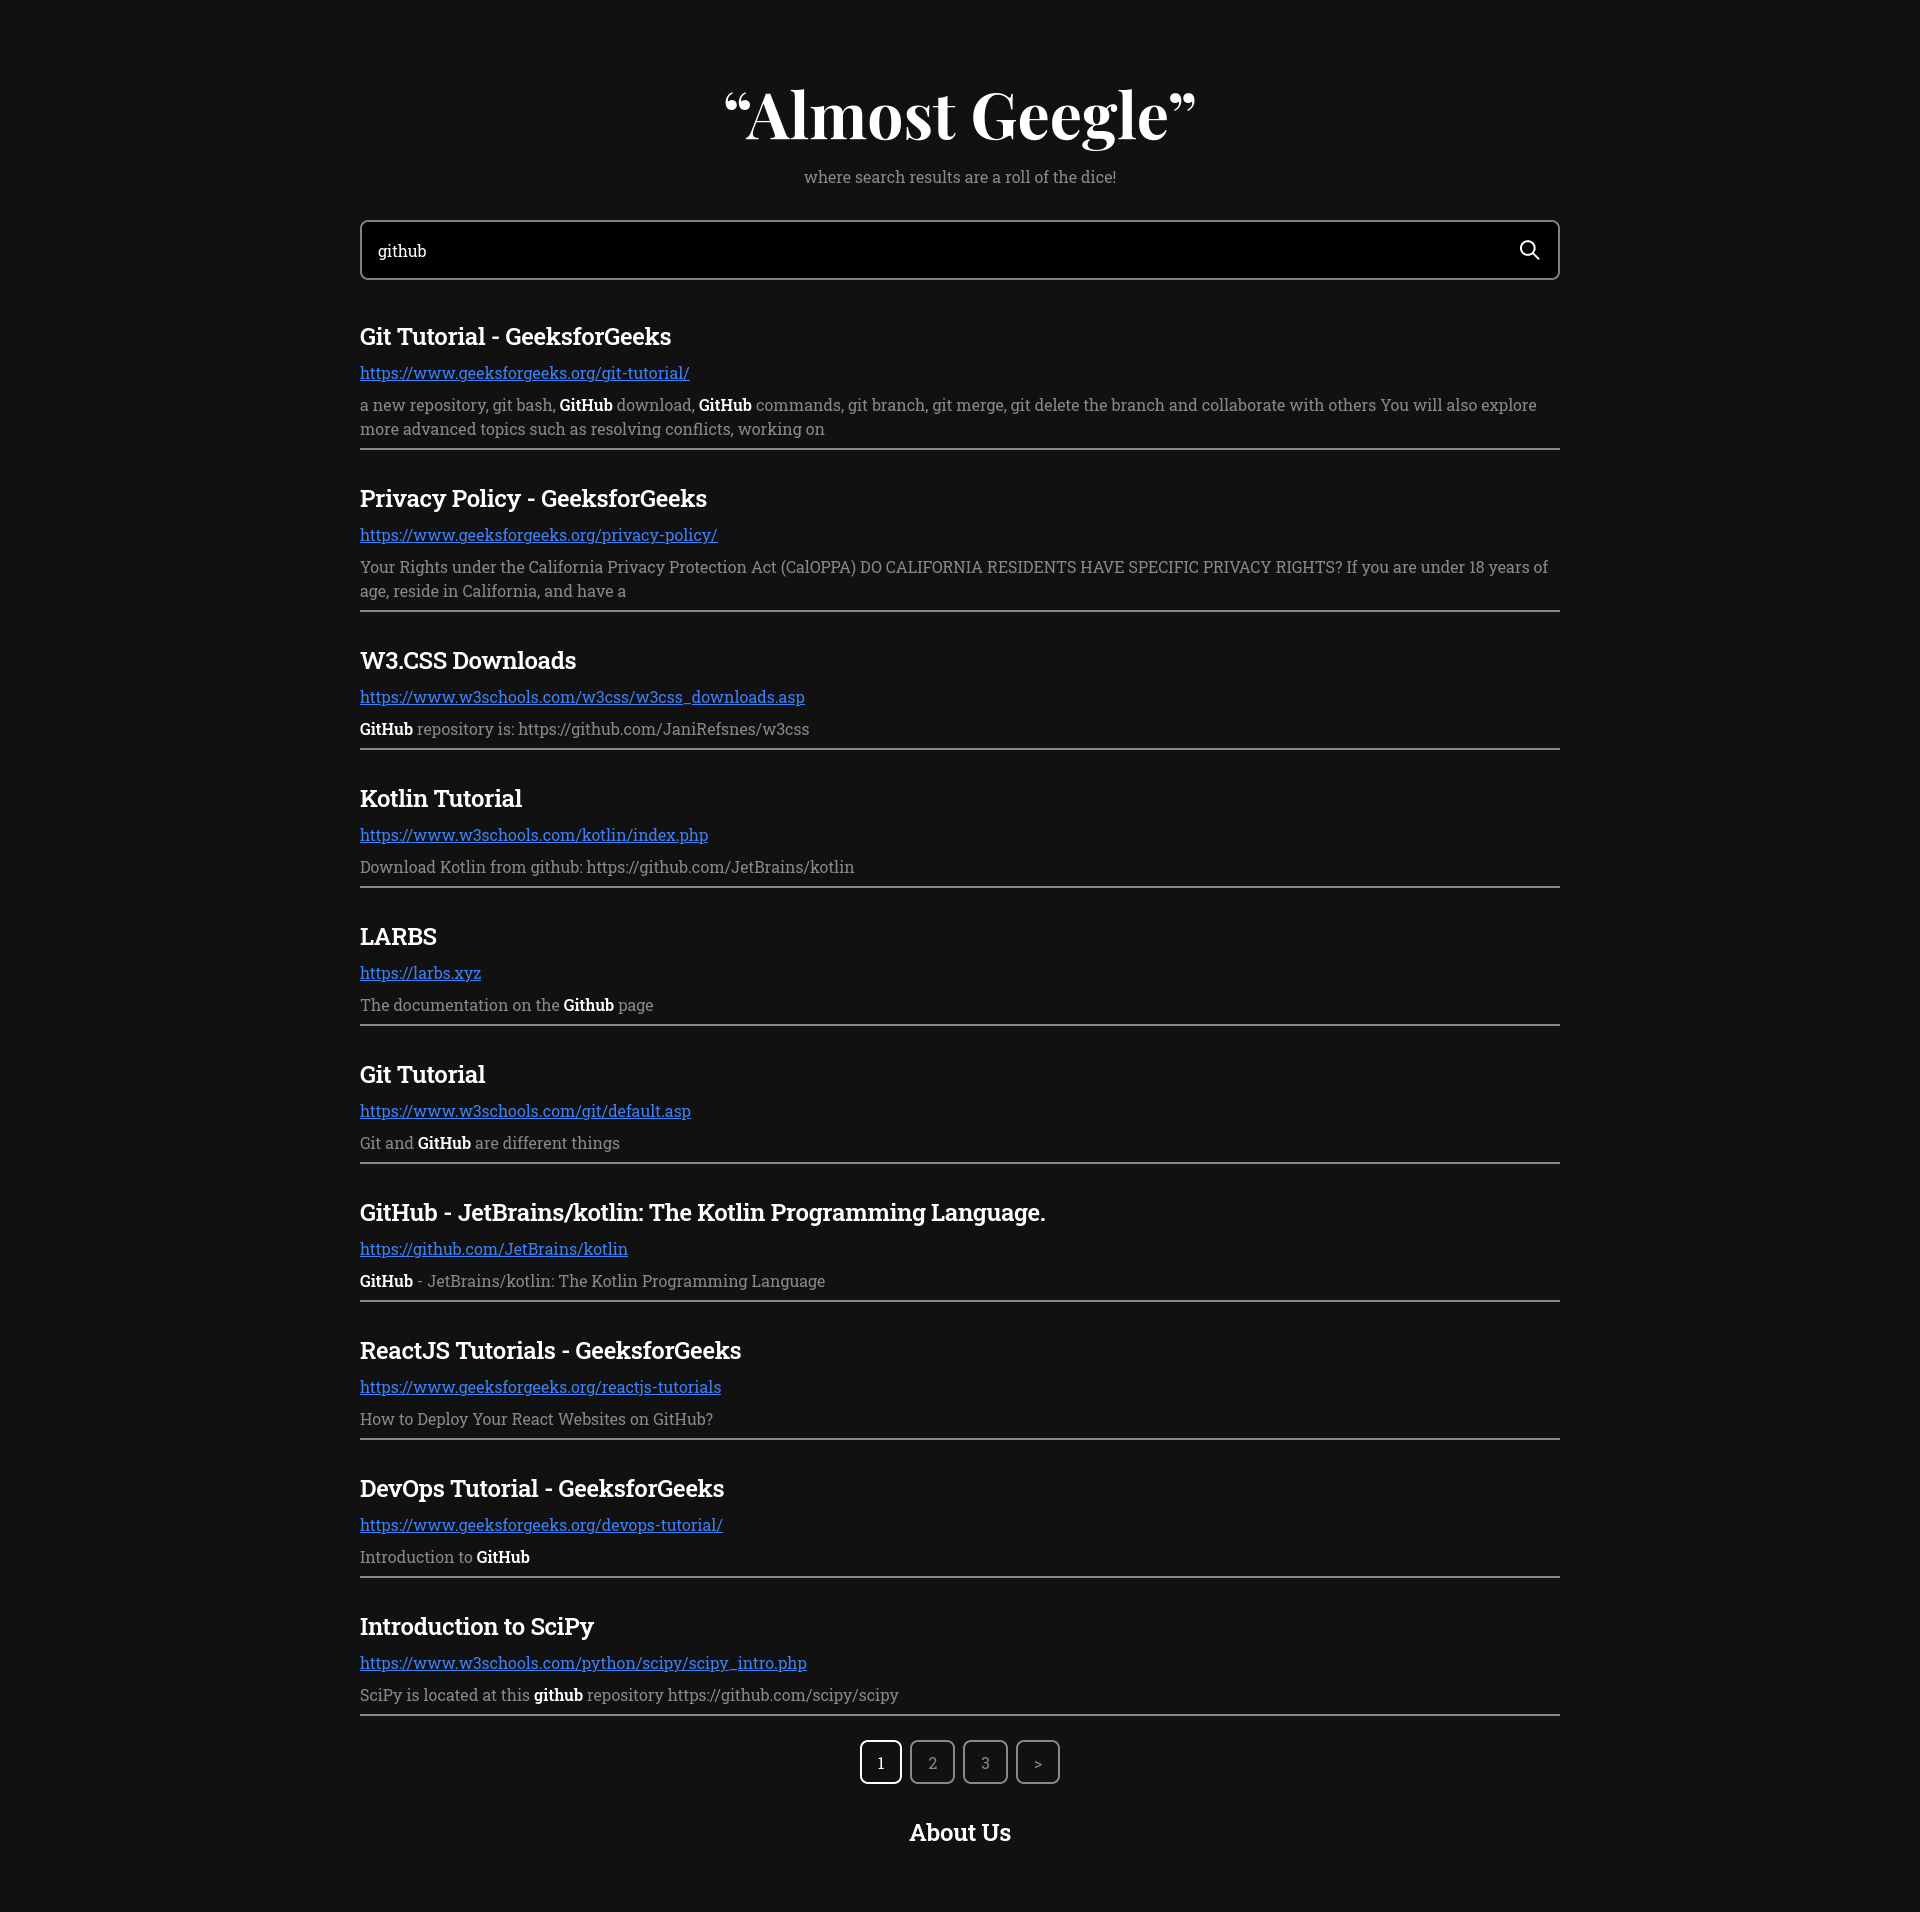 “Almost Geegle”
where search results are a roll of the dice!
github
Git Tutorial - GeeksforGeeks
https://www.geeksforgeeks.org/git-tutorial/
a new repository, git bash, GitHub download, GitHub commands, git branch, git merge, git delete the branch and collaborate with others You will also explore
more advanced topics such as resolving conflicts, working on
Privacy Policy - GeeksforGeeks
https://www.geeksforgeeks.org/privacy-policy/
Your Rights under the California Privacy Protection Act (CalOPPA) DO CALIFORNIA RESIDENTS HAVE SPECIFIC PRIVACY RIGHTS? If you are under 18 years of
age, reside in California, and have a
W3.CSS Downloads
https://www.w3schools.com/w3css/w3css_downloads.asp
GitHub repository is: https://github.com/JaniRefsnes/w3css
Kotlin Tutorial
https://www.w3schools.com/kotlin/index.php
Download Kotlin from github: https://github.com/JetBrains/kotlin
LARBS
https://larbs.xyz
The documentation on the Github page
Git Tutorial
https://www.w3schools.com/git/default.asp
Git and GitHub are different things
GitHub - JetBrains/kotlin: The Kotlin Programming Language.
https://github.com/JetBrains/kotlin
GitHub - JetBrains/kotlin: The Kotlin Programming Language
ReactJS Tutorials - GeeksforGeeks
https://www.geeksforgeeks.org/reactjs-tutorials
How to Deploy Your React Websites on GitHub?
DevOps Tutorial - GeeksforGeeks
https://www.geeksforgeeks.org/devops-tutorial/
Introduction to GitHub
Introduction to SciPy
https://www.w3schools.com/python/scipy/scipy_intro.php
SciPy is located at this github repository https://github.com/scipy/scipy
1 2 3 >
About Us